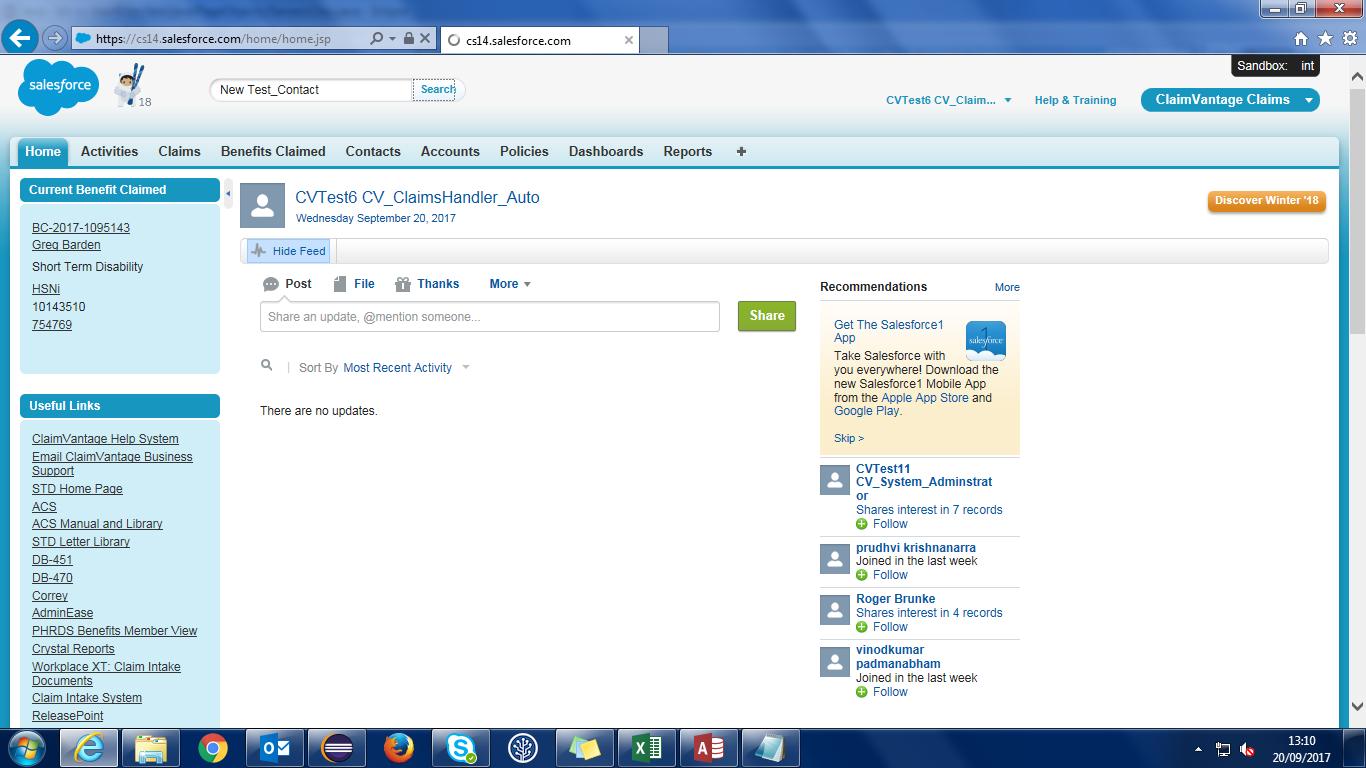 https://cs14.salesforce.com/home/home.jsp
cs14.salesforce.com
Sandbox: int
salesforce
18
New Test_Contact
Search
CVTest6 CV_Claim...
Help & Training
ClaimVantage Claims
Home
Activities
Claims
Benefits Claimed
Contacts
Accounts
Policies
Dashboards
Reports
Current Benefit Claimed
BC-2017-1095143
Greg Barden
Short Term Disability
HSNi
10143510
754769
Useful Links
ClaimVantage Help System
Email ClaimVantage Business
Support
STD Home Page
ACS
ACS Manual and Library
STD Letter Library
DB-451
DB-470
Correy
AdminEase
PHRDS Benefits Member View
Crystal Reports
Workplace XT: Claim Intake
Documents
Claim Intake System
ReleasePoint
CVTest6 CV_ClaimsHandler_Auto
Wednesday September 20, 2017
Discover Winter '18
Hide Feed
Post
File
Thanks
More
Share an update, @mention someone...
Share
Sort By Most Recent Activity
There are no updates.
Recommendations
More
Get The Salesforce1
App
salesforce
1
Take Salesforce with
you everywhere! Download the
new Salesforce1 Mobile App
from the Apple App Store and
Google Play.
Skip >
CVTest11
CV_System_Adminstrat
or
Shares interest in 7 records
Follow
prudhvi krishnanarra
Joined in the last week
Follow
Roger Brunke
Shares interest in 4 records
Follow
vinodkumar
padmanabham
Joined in the last week
Follow
13:10
20/09/2017